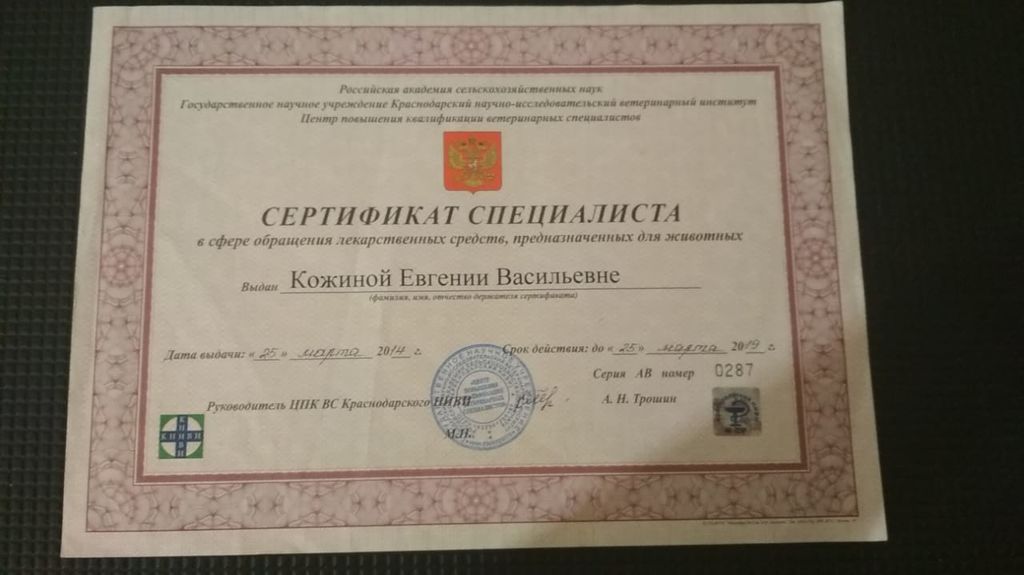 Российская академия сельскохозяйственных наук
Государственное научное учреждение Краснодарский научно-исследовательский ветеринарный институт
Центр повышения квалификации ветеринарных специалистов
СЕРТИФИКАТ СПЕЦИАЛИСТА
в сфере обращения лекарственных средств, предназначенных для животных
Выдан Кожиной Евгении Васильевне
(фамилия, имя, отчество держателя сертификата)
Дата выдачи: «25» марта 2014 г. Срок действия: до «25» марта 2019 г.
Серия АВ номер 0287
Руководитель ЦПК ВС Краснодарского НИВИ А. Н. Трошин
М.П.
КНИВИ